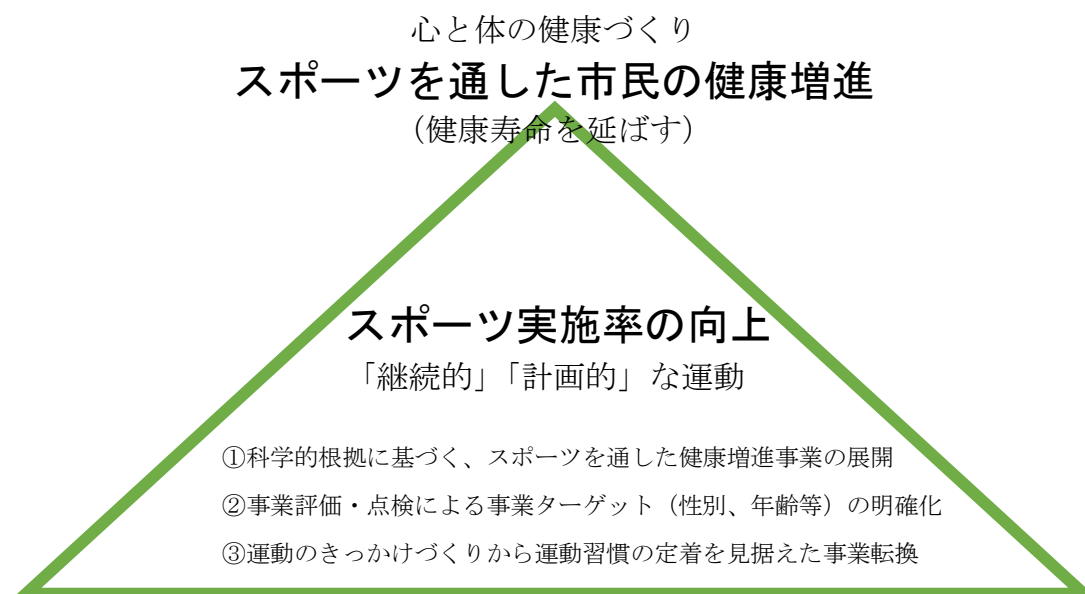 心と体の健康づくり
スポーツを通した市民の健康増進
（健康寿命を延ばす）
スポーツ実施率の向上
「継続的」「計画的」な運動
①科学的根拠に基づく、スポーツを通した健康増進事業の展開
②事業評価・点検による事業ターゲット（性別、年齢等）の明確化
③運動のきっかけづくりから運動習慣の定着を見据えた事業転換